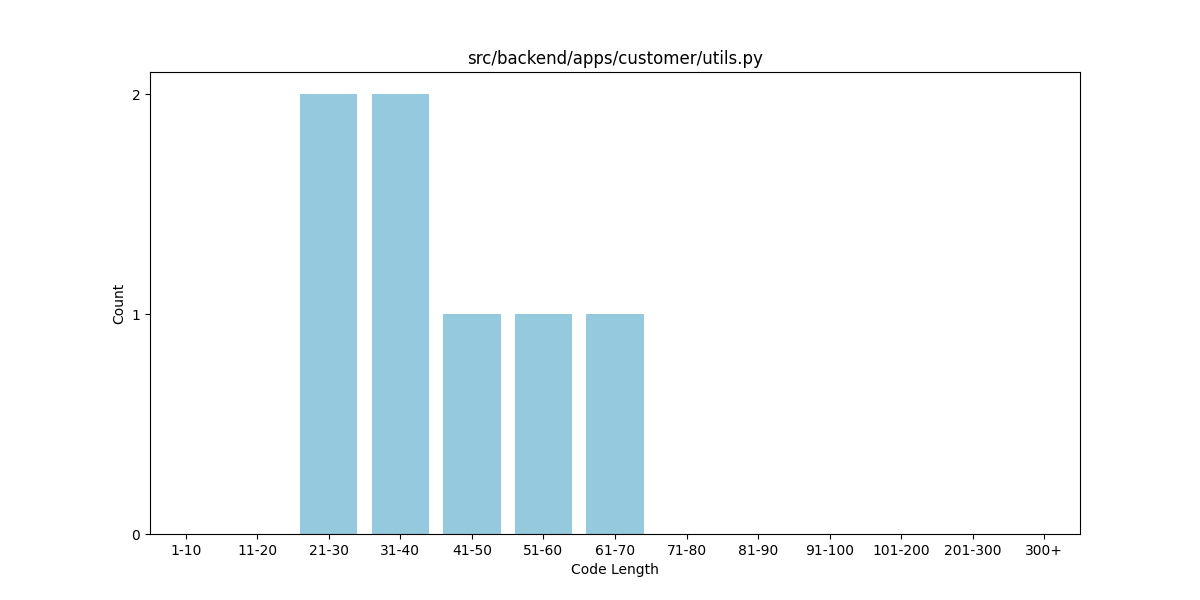 src/backend/apps/customer/utils.py
Count
2
1
0
1-10 11-20 21-30 31-40 41-50 51-60 61-70 71-80 81-90 91-100 101-200 201-300 300+
Code Length